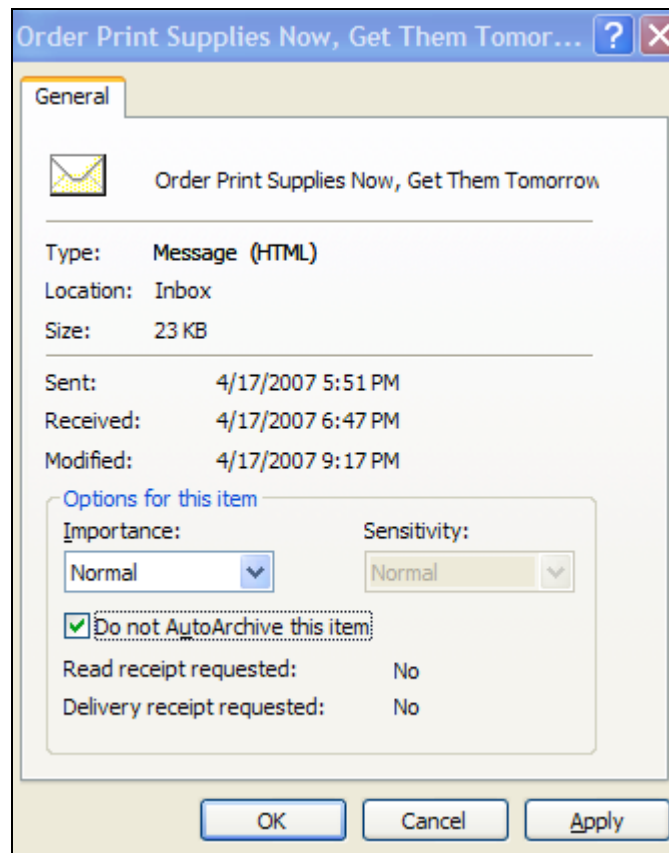 Order Print Supplies Now, Get Them Tomor...
General
Order Print Supplies Now, Get Them Tomorrow
Type: Message (HTML)
Location: Inbox
Size: 23 KB
Sent: 4/17/2007 5:51 PM
Received: 4/17/2007 6:47 PM
Modified: 4/17/2007 9:17 PM
Options for this item
Importance: Sensitivity:
Normal Normal
Do not AutoArchive this item
Read receipt requested: No
Delivery receipt requested: No
OK Cancel Apply